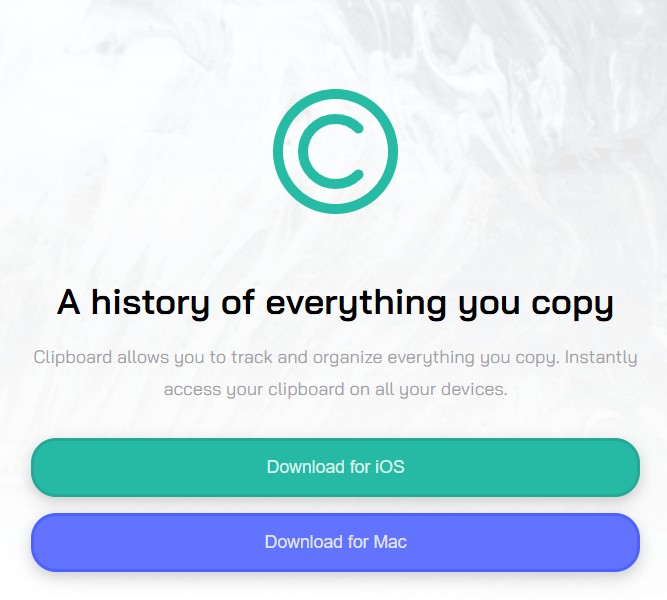 A history of everything you copy
Clipboard allows you to track and organize everything you copy. Instantly
access your clipboard on all your devices.
Download for iOS
Download for Mac